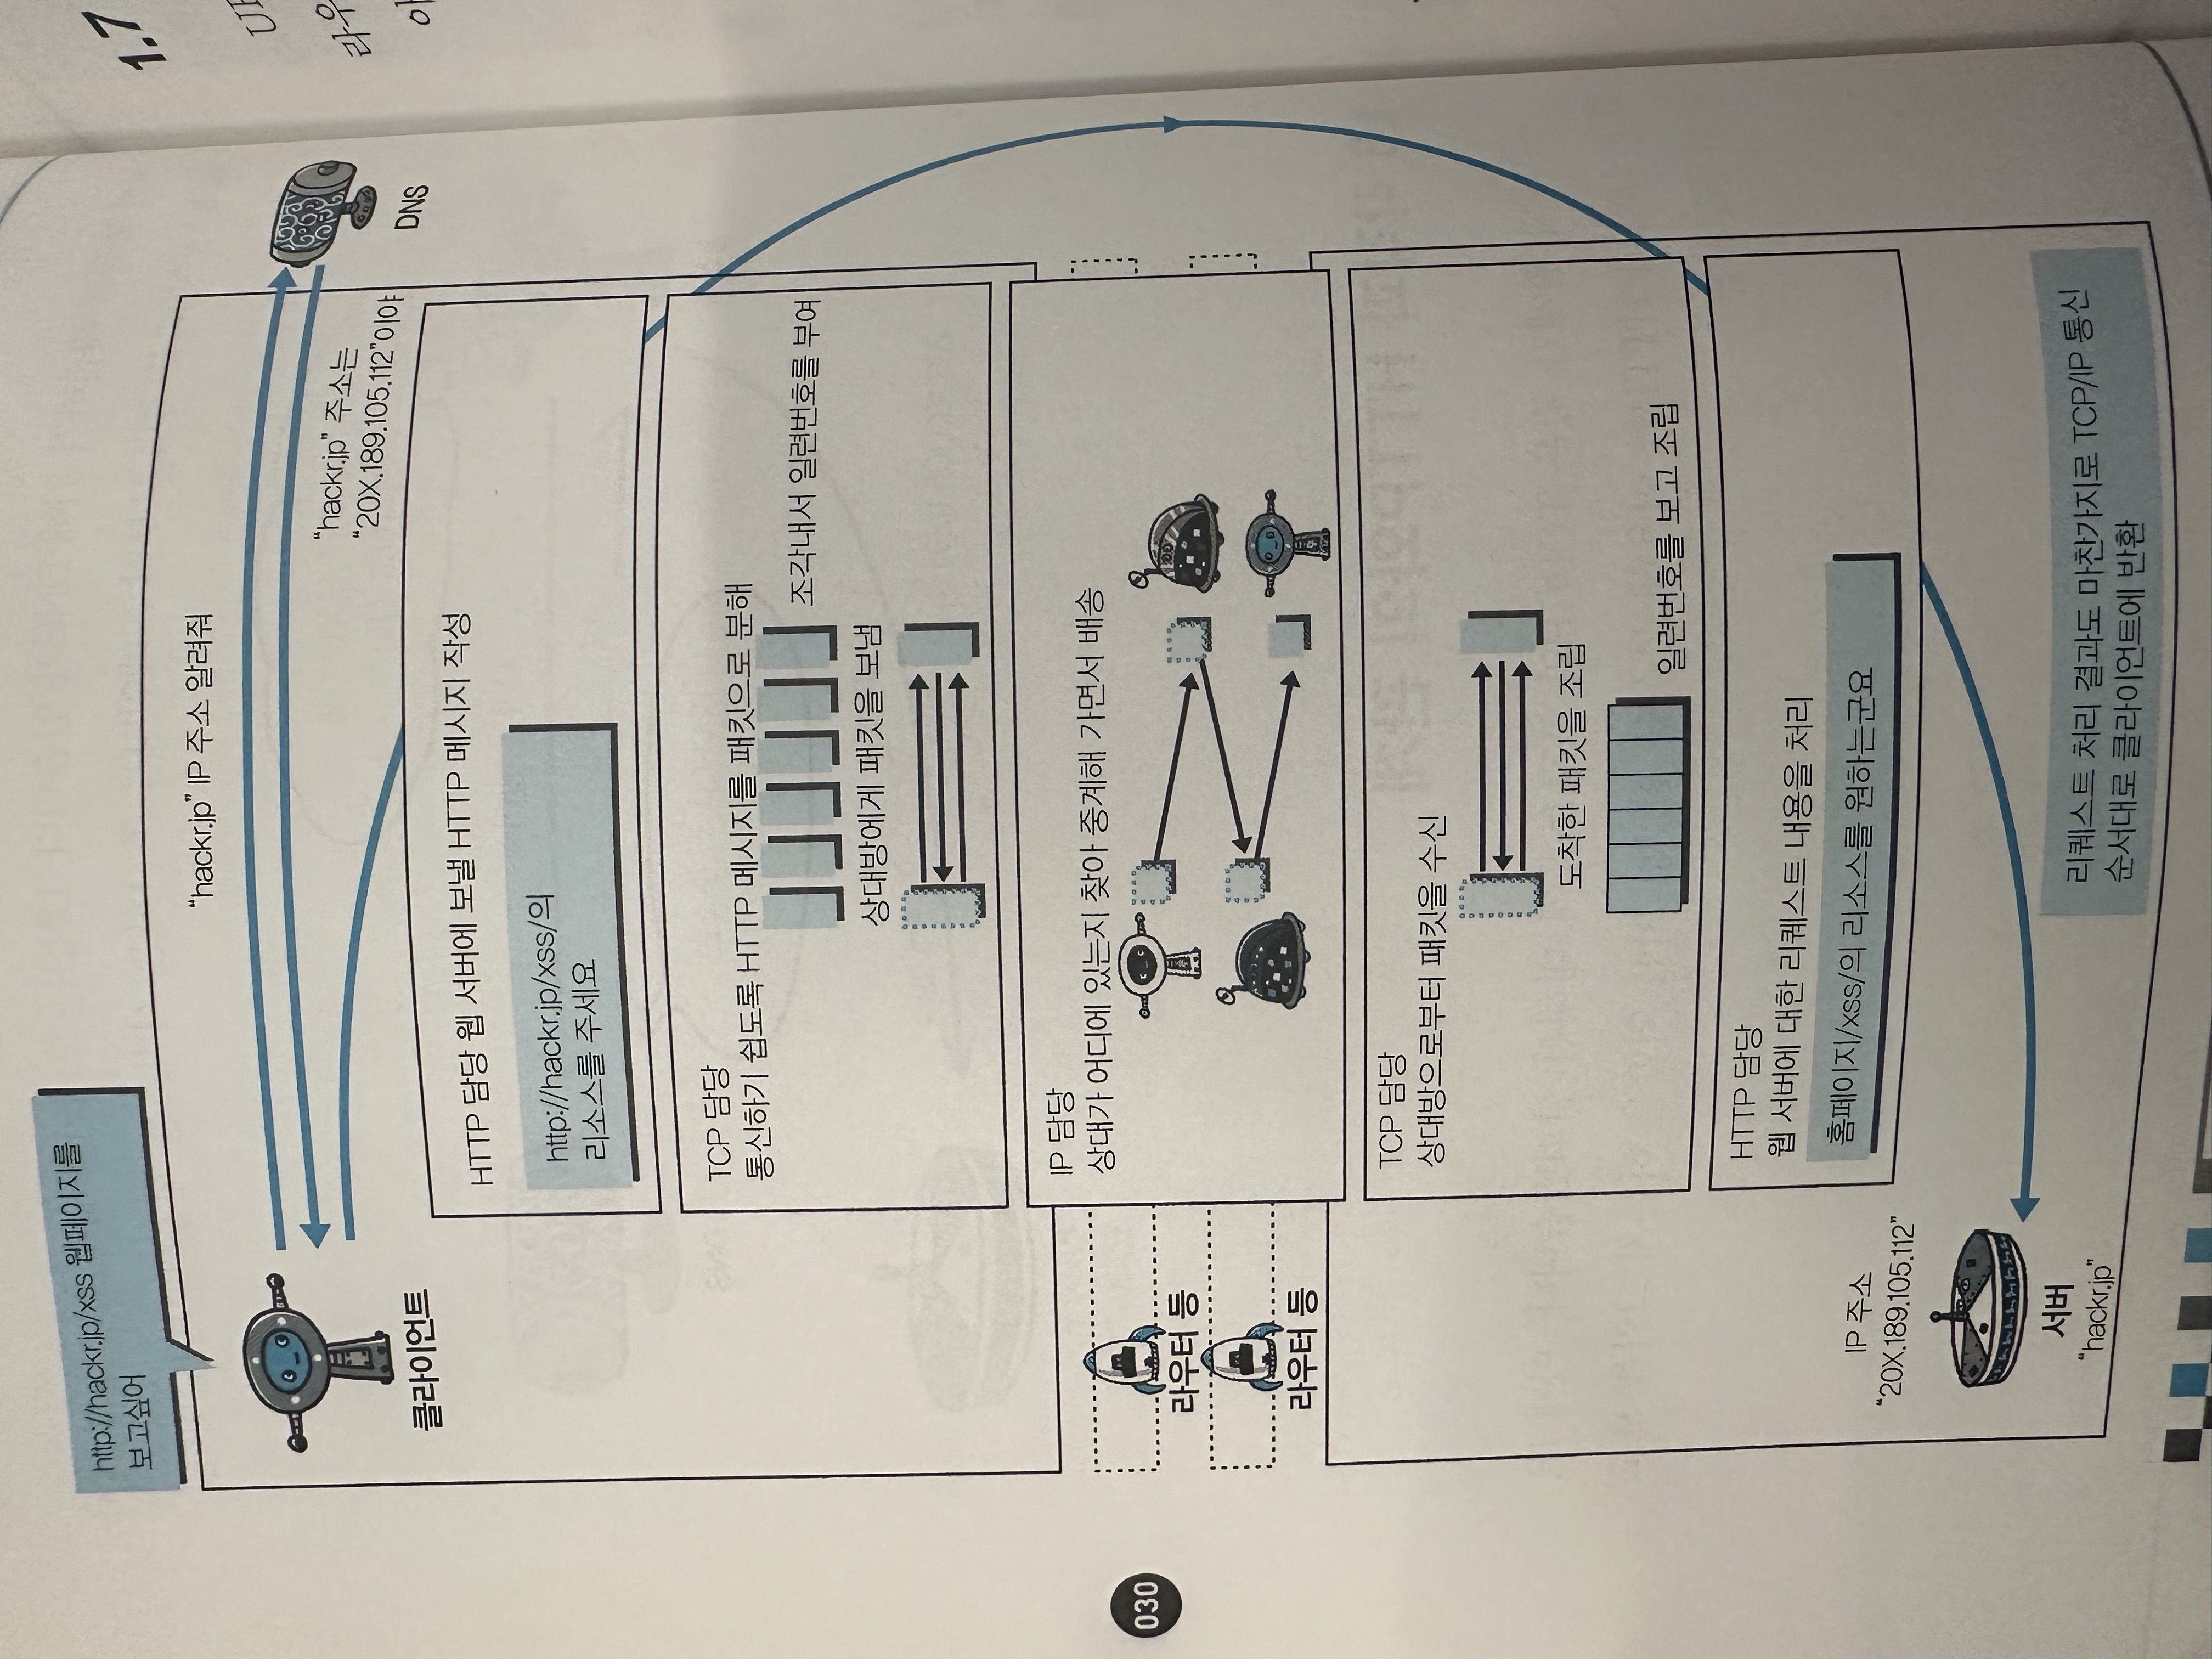 http://hackr.jp/xss 웹페이지를
보고싶어
"hackr.jp" IP 주소 알려줘
"hackr.jp" 주소는
"20X.189.105.112"이야
클라이언트
DNS
HTTP 담당 웹 서버에 보낼 HTTP 메시지 작성
http://hackr.jp/xss/의
리소스를 주세요
TCP 담당
통신하기 쉽도록 HTTP 메시지를 패킷으로 분해
조각내서 일련번호를 부여
상대방에게 패킷을 보냄
IP 담당
상대가 어디에 있는지 찾아 중계해 가면서 배송
030
라우터 등
라우터 등
TCP 담당
상대방으로부터 패킷을 수신
도착한 패킷을 조립
일련번호를 보고 조립
HTTP 담당
웹 서버에 대한 리퀘스트 내용을 처리
홈페이지/xss/의 리소스를 원하는군요
IP 주소
"20X.189.105.112"
서버
"hackr.jp"
리퀘스트 처리 결과도 마찬가지로 TCP/IP 통신
순서대로 클라이언트에 반환
1.7